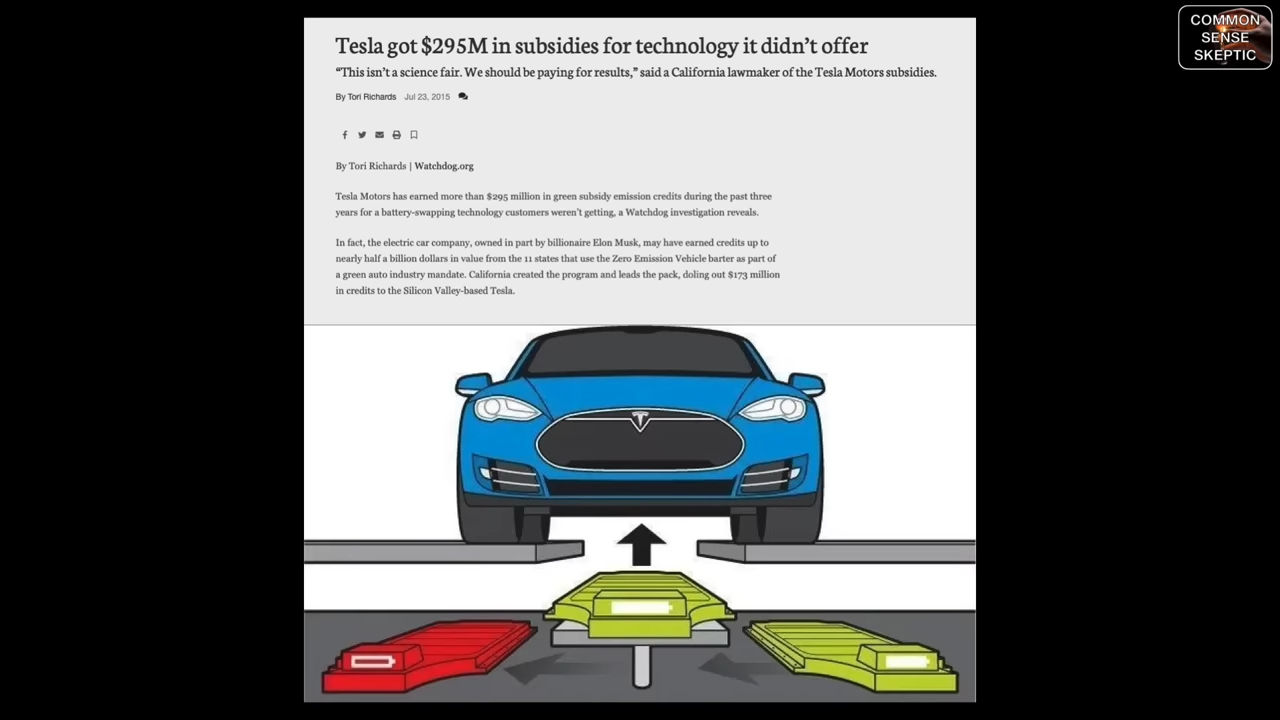 Tesla got $295M in subsidies for technology it didn’t offer
“This isn’t a science fair. We should be paying for results,” said a California lawmaker of the Tesla Motors subsidies.
By Tori Richards Jul 23, 2015
By Tori Richards | Watchdog.org
Tesla Motors has earned more than $295 million in green subsidy emission credits during the past three
years for a battery-swapping technology customers weren’t getting, a Watchdog investigation reveals.
In fact, the electric car company, owned in part by billionaire Elon Musk, may have earned credits up to
nearly half a billion dollars in value from the 11 states that use the Zero Emission Vehicle barter as part of
a green auto industry mandate. California created the program and leads the pack, doling out $173 million
in credits to the Silicon Valley-based Tesla.
COMMON
SENSE
SKEPTIC